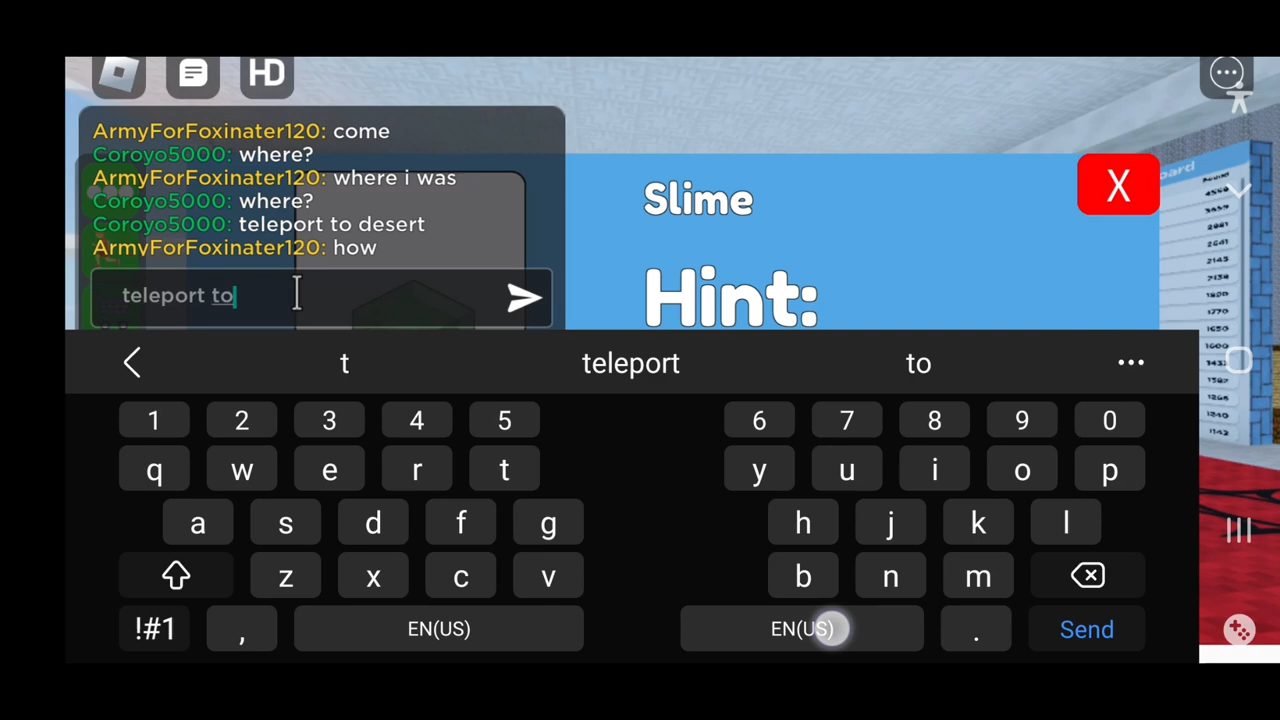 HD
ArmyForFoxinater120: come
Coroyo5000: where?
ArmyForFoxinater120: where i was
Coroyo5000: where?
Coroyo5000: teleport to desert
ArmyForFoxinater120: how
teleport to
Slime
X
Hint:
t teleport to
1 2 3 4 5 6 7 8 9 0
q w e r t y u i o p
a s d f g h j k l
z x c v b n m
!#1 , EN(US) EN(US) . Send